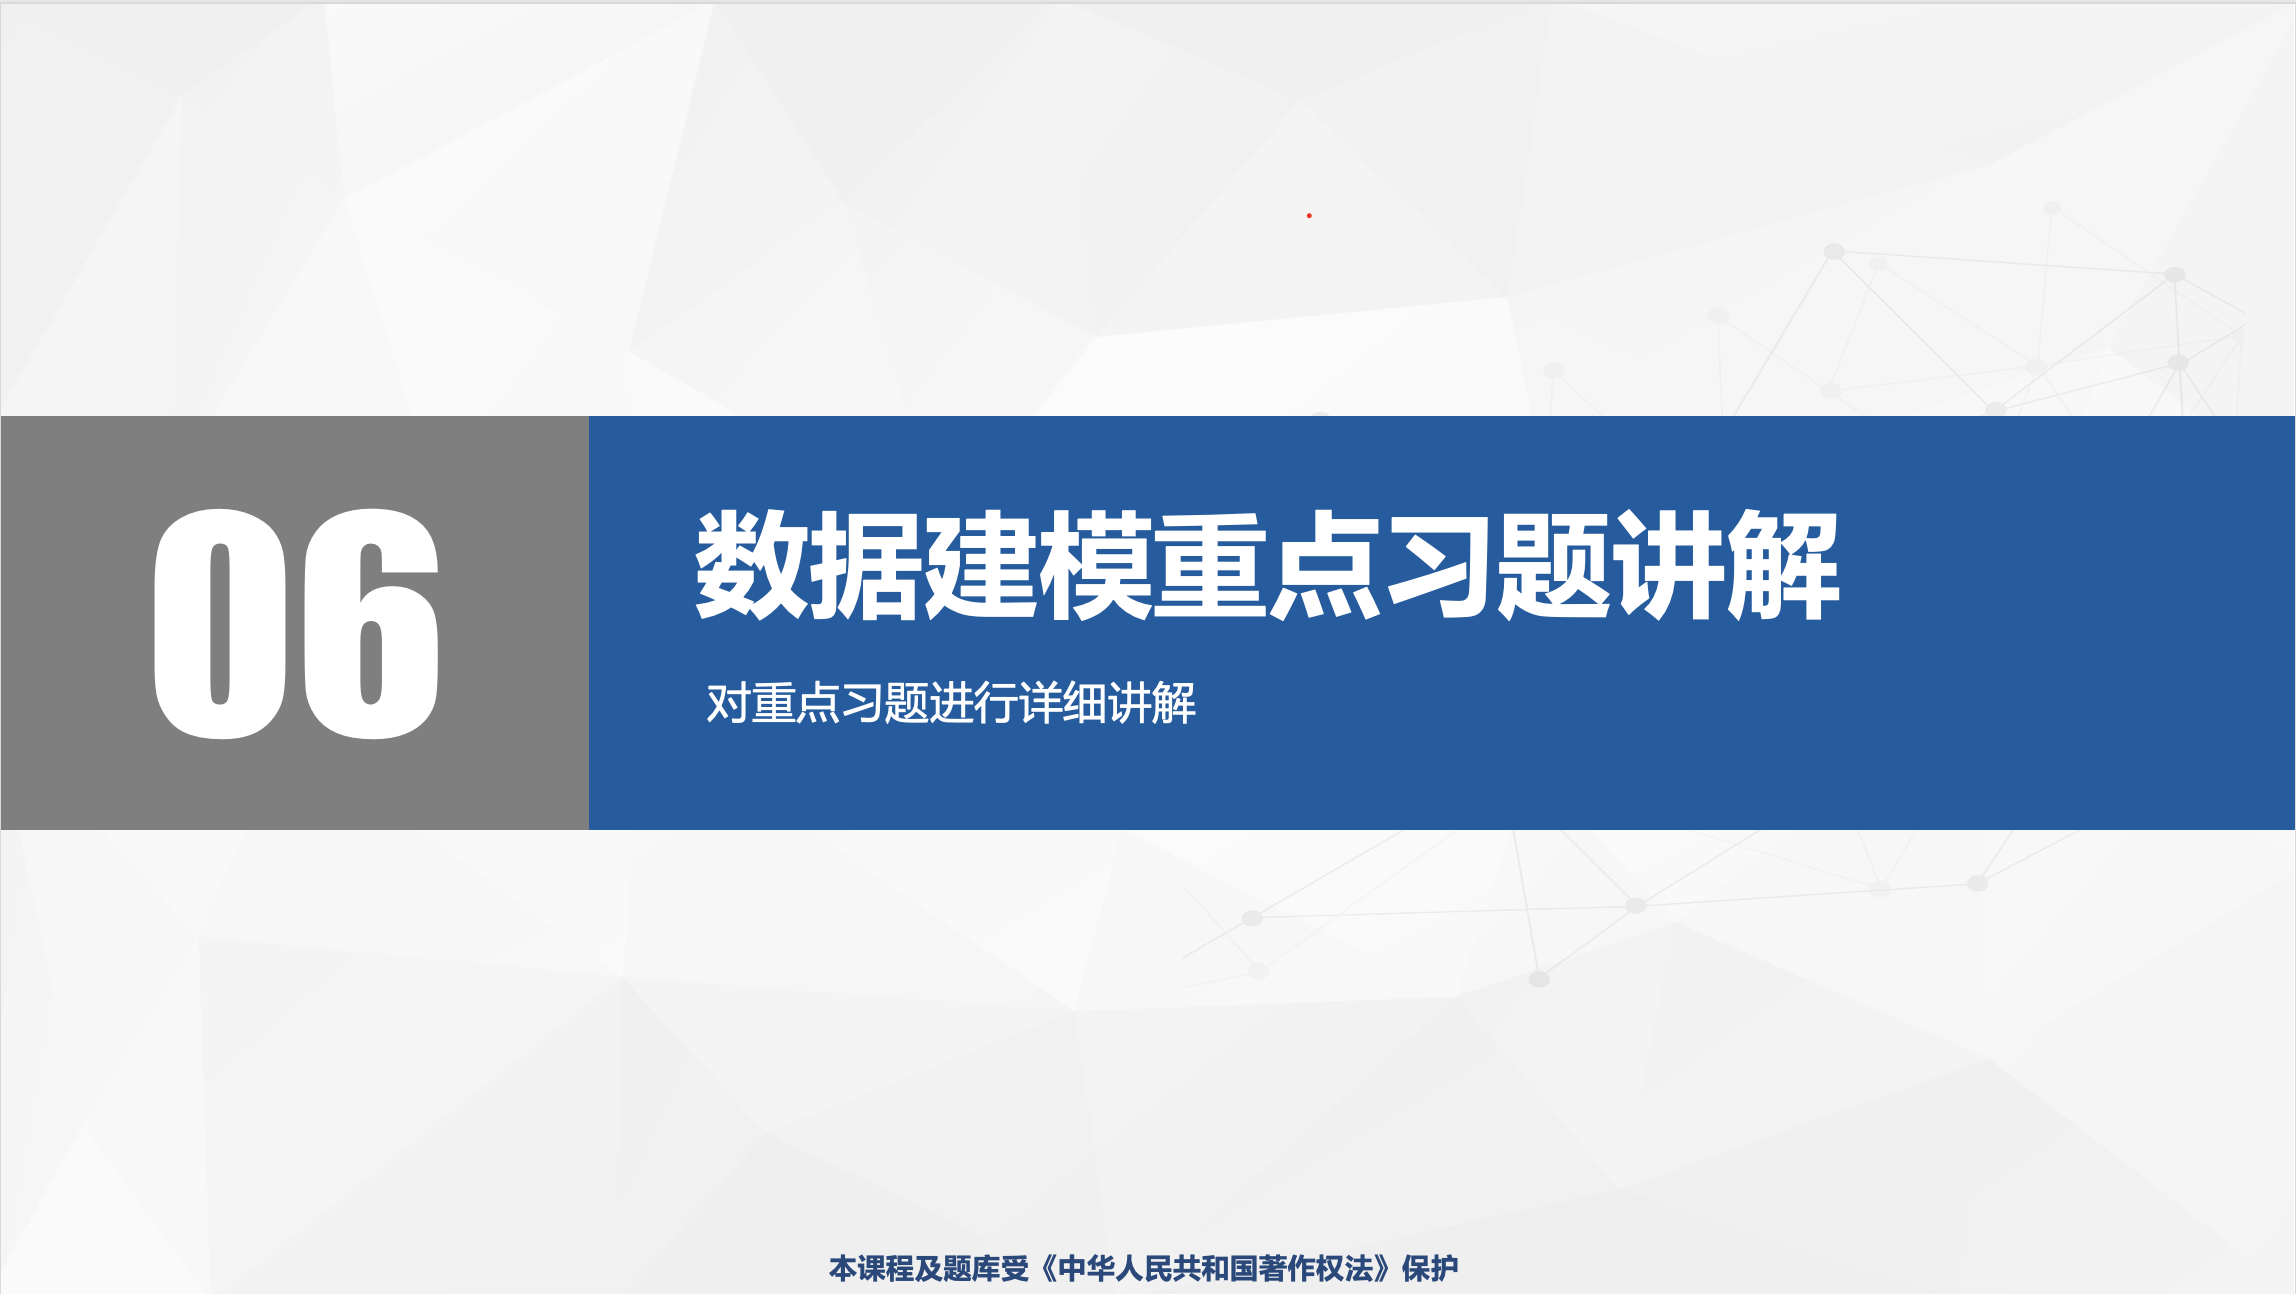 06
数据建模重点习题讲解
对重点习题进行详细讲解
本课程及题库受《中华人民共和国著作权法》保护